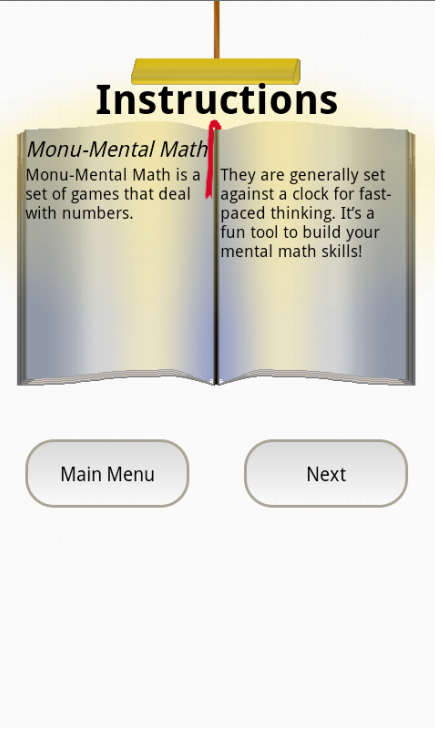 Instructions
Monu-Mental Math
Monu-Mental Math is a
set of games that deal
with numbers.
They are generally set
against a clock for fast-
paced thinking. It’s a
fun tool to build your
mental math skills!
Main Menu
Next